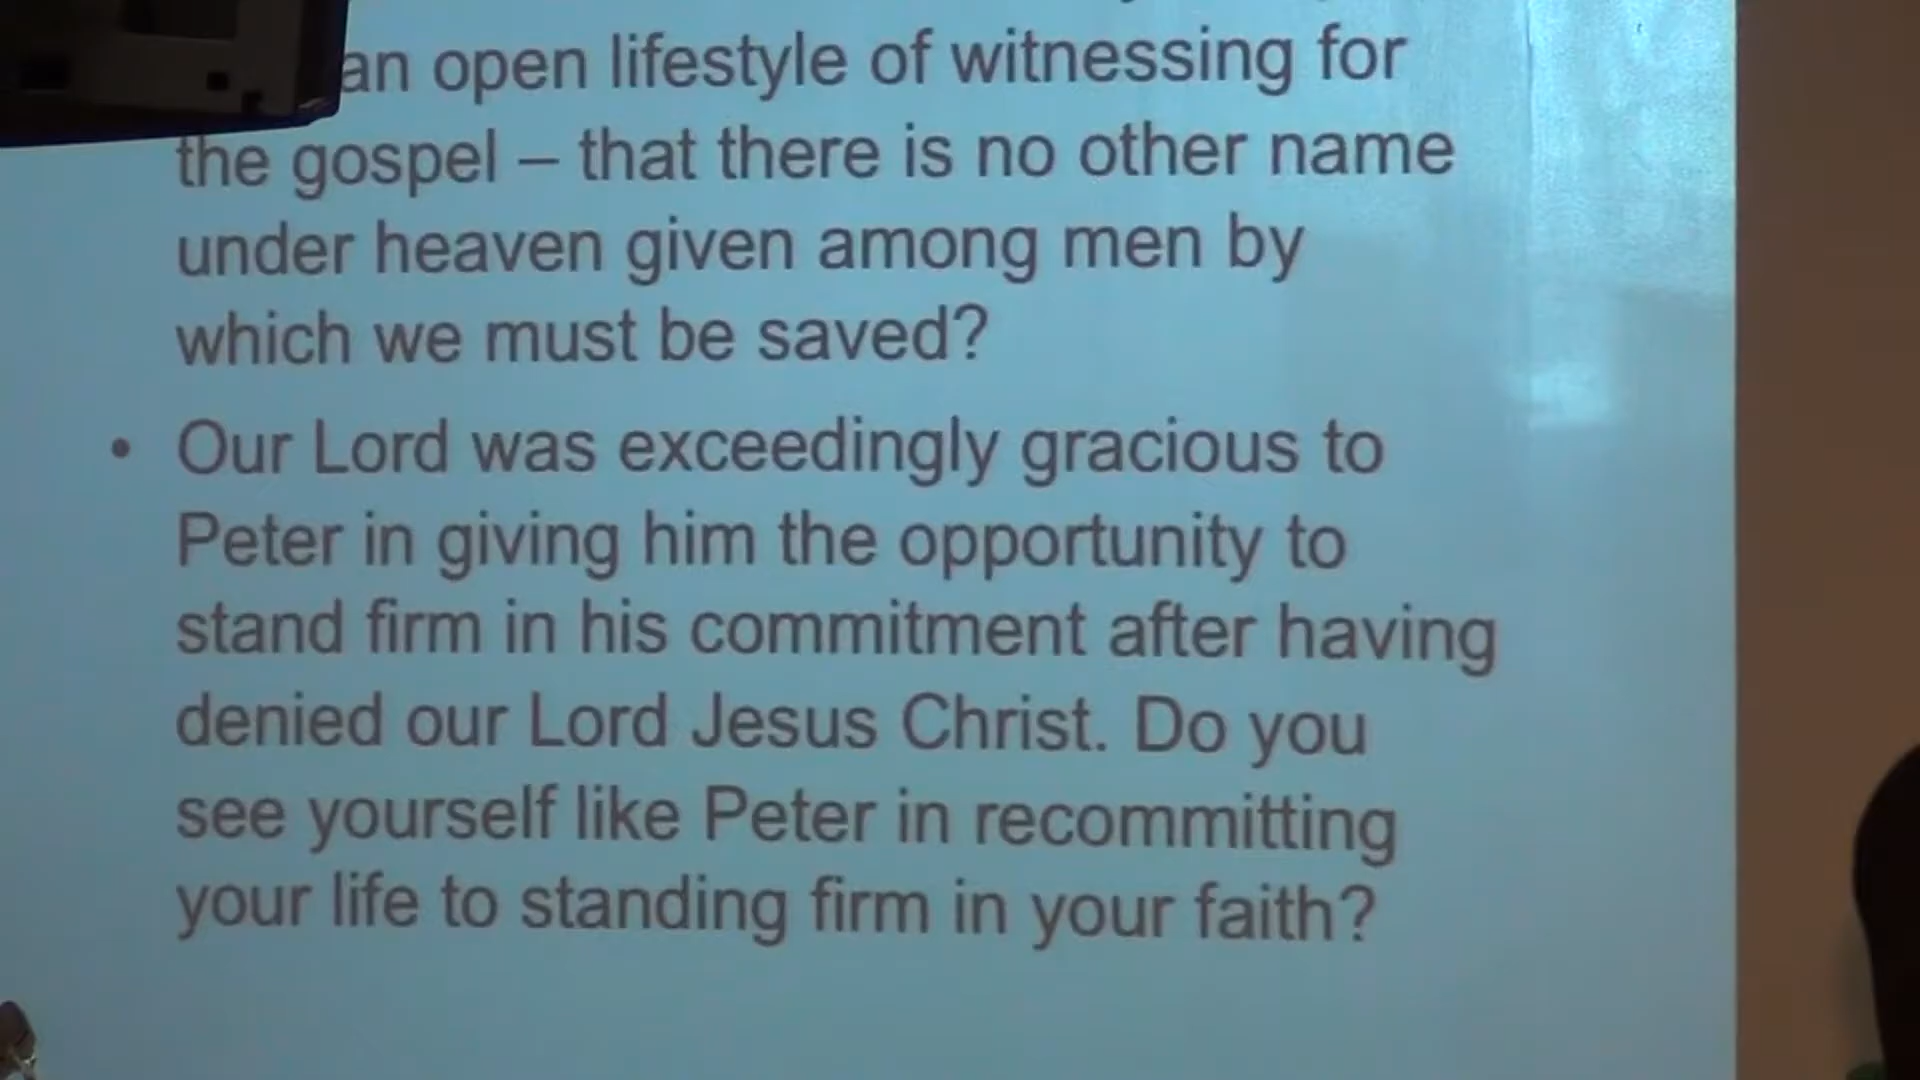 an open lifestyle of witnessing for
the gospel – that there is no other name
under heaven given among men by
which we must be saved?
• Our Lord was exceedingly gracious to
Peter in giving him the opportunity to
stand firm in his commitment after having
denied our Lord Jesus Christ. Do you
see yourself like Peter in recommitting
your life to standing firm in your faith?